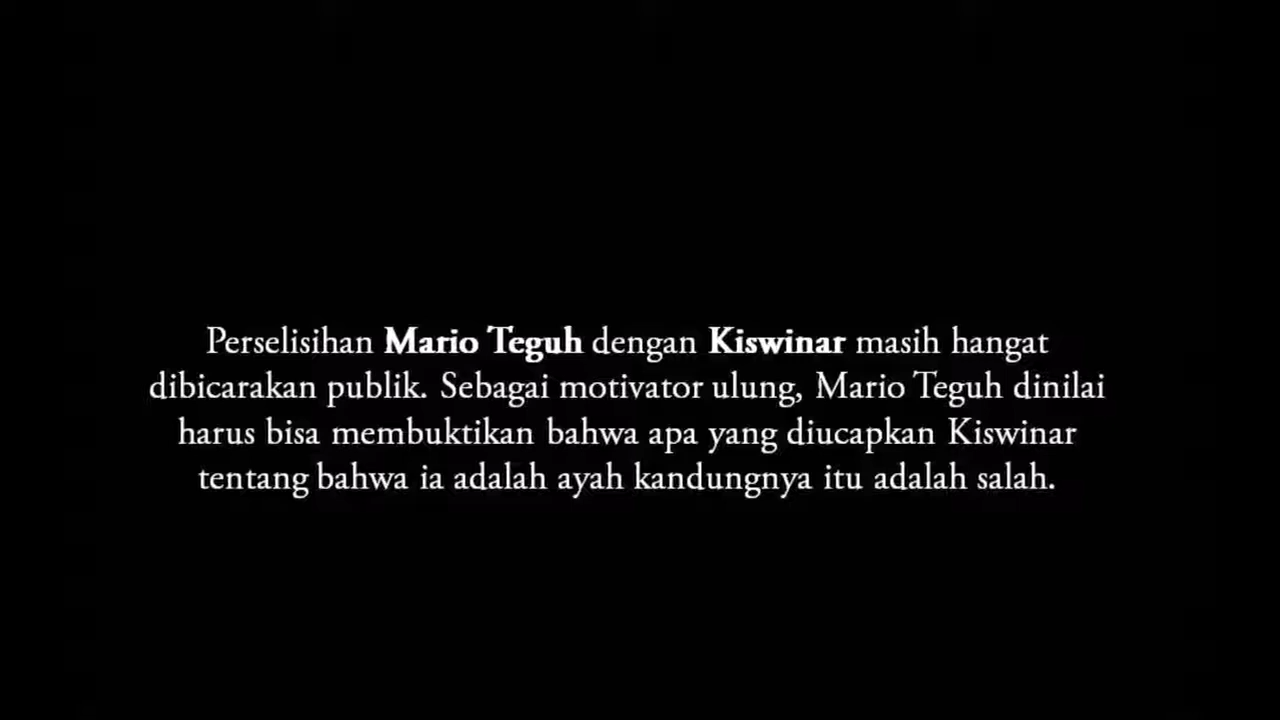 Perselisihan Mario Teguh dengan Kiswinar masih hangat
dibicarakan publik. Sebagai motivator ulung, Mario Teguh dinilai
harus bisa membuktikan bahwa apa yang diucapkan Kiswinar
tentang bahwa ia adalah ayah kandungnya itu adalah salah.